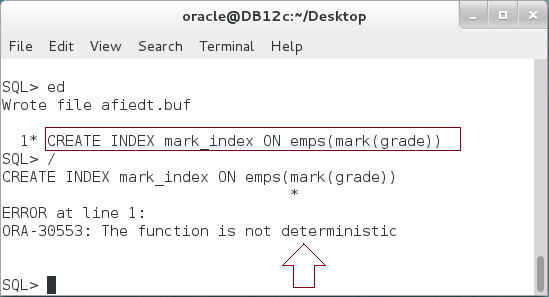 oracle@DB12c:~/Desktop
File Edit View Search Terminal Help
SQL> ed
Wrote file afiedt.buf
1* CREATE INDEX mark_index ON emps(mark(grade))
SQL> /
CREATE INDEX mark_index ON emps(mark(grade))
*
ERROR at line 1:
ORA-30553: The function is not deterministic
SQL>